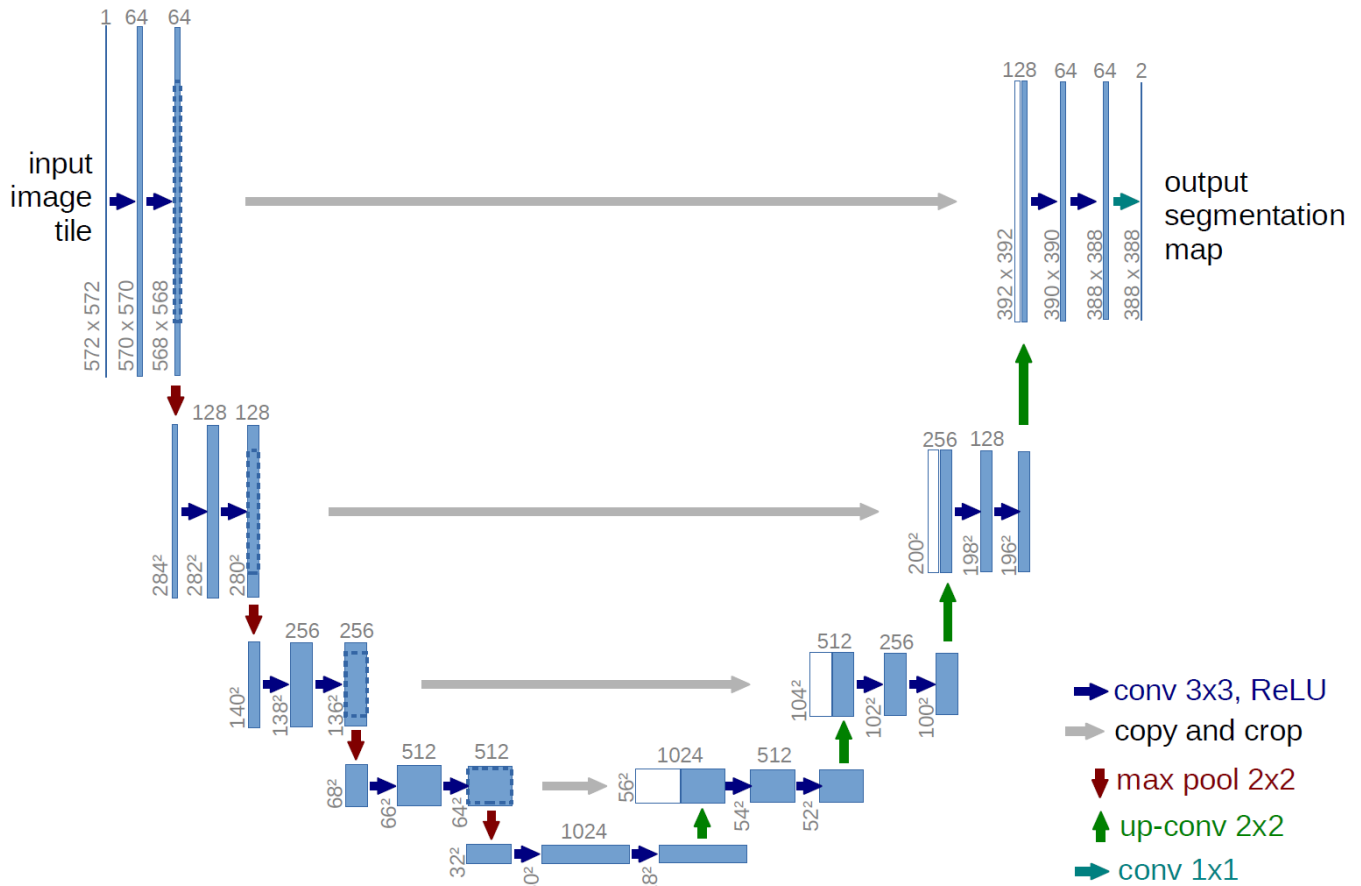 1 64 64
input
image
tile
572 x 572
570 x 570
568 x 568
128 64 64 2
output
segmentation
map
392 x 392
390 x 390
388 x 388
388 x 388
128 128
284²
282²
280²
256 128
200²
198²
196²
256 256
140²
138²
136²
512 256
104²
102²
100²
512 512
68²
66²
64²
1024 512
56²
54²
52²
1024
32²
0²
8²
conv 3x3, ReLU
copy and crop
max pool 2x2
up-conv 2x2
conv 1x1